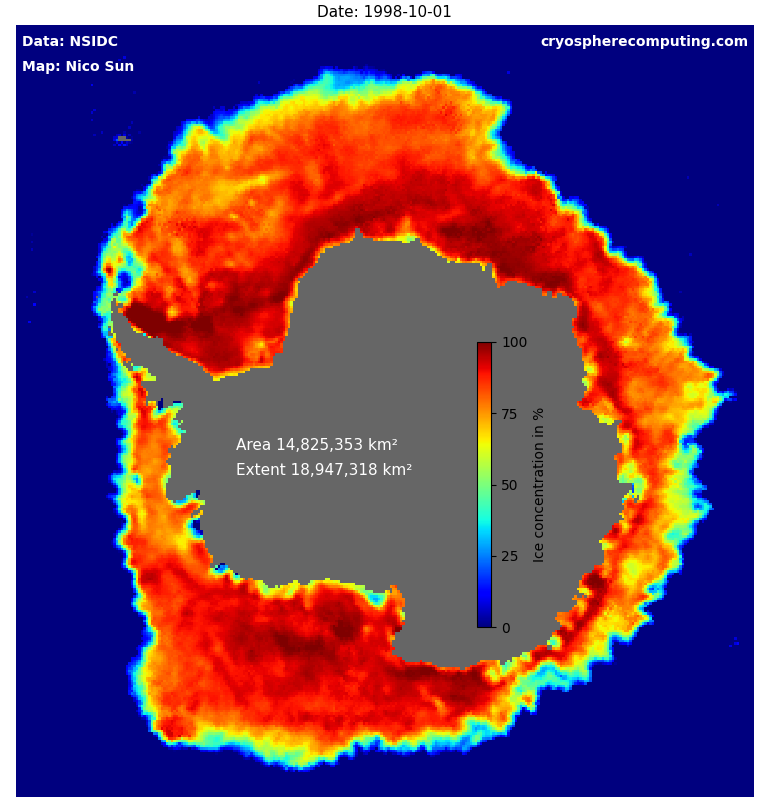 Date: 1998-10-01
Data: NSIDC
cryospherecomputing.com
Map: Nico Sun
Area 14,825,353 km²
Extent 18,947,318 km²
100
75
50
25
0
Ice concentration in %